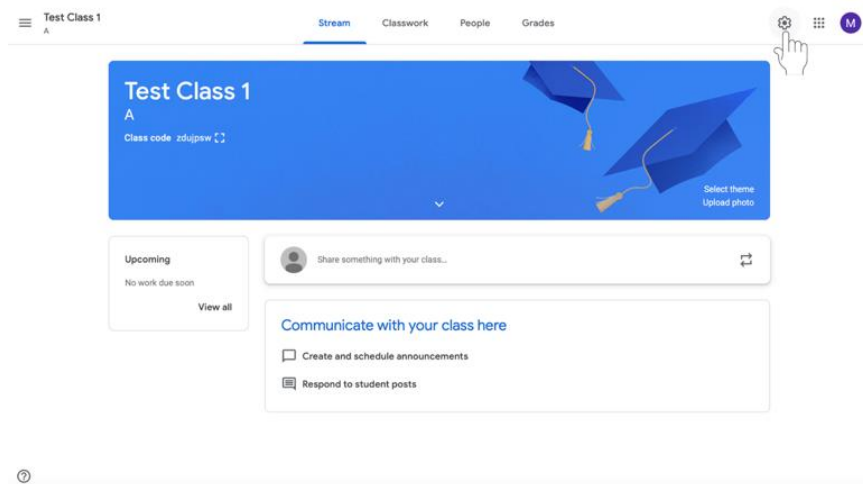 Test Class 1
A
Stream Classwork People Grades
M
Test Class 1
A
Class code zdujpsw
Select theme
Upload photo
Upcoming
No work due soon
View all
Share something with your class...
Communicate with your class here
Create and schedule announcements
Respond to student posts